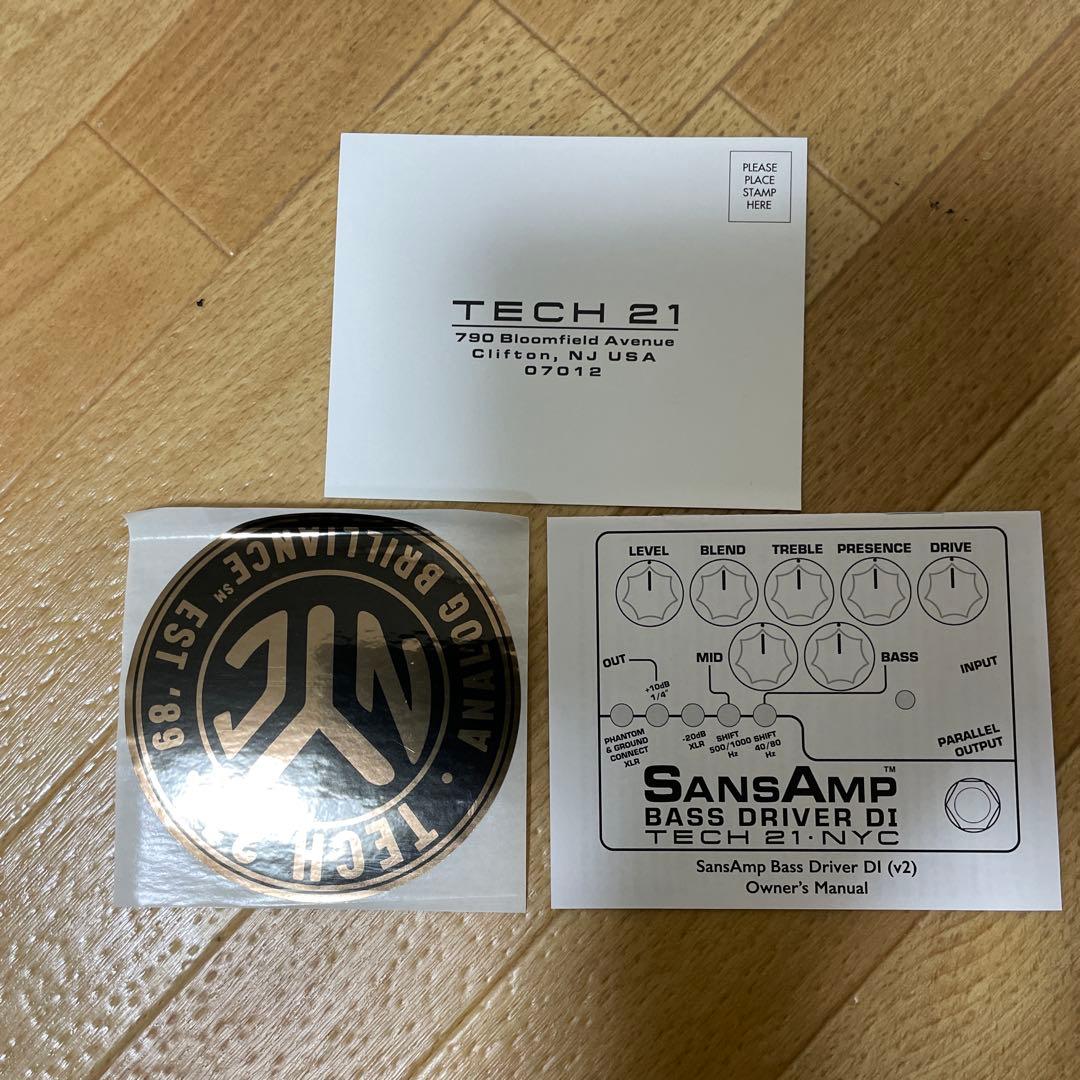 PLEASE
PLACE
STAMP
HERE
TECH 21
790 Bloomfield Avenue
Clifton, NJ USA
07012
ANALOG BRILLIANCE SM EST. '89
TECH
LEVEL BLEND TREBLE PRESENCE DRIVE
MID BASS
OUT
+10dB
1/4"
INPUT
PHANTOM
& GROUND
CONNECT
XLR
-20dB
XLR
SHIFT
500/1000
Hz
SHIFT
40/80
Hz
PARALLEL
OUTPUT
SANSAMP™
BASS DRIVER DI
TECH 21·NYC
SansAmp Bass Driver DI (v2)
Owner's Manual